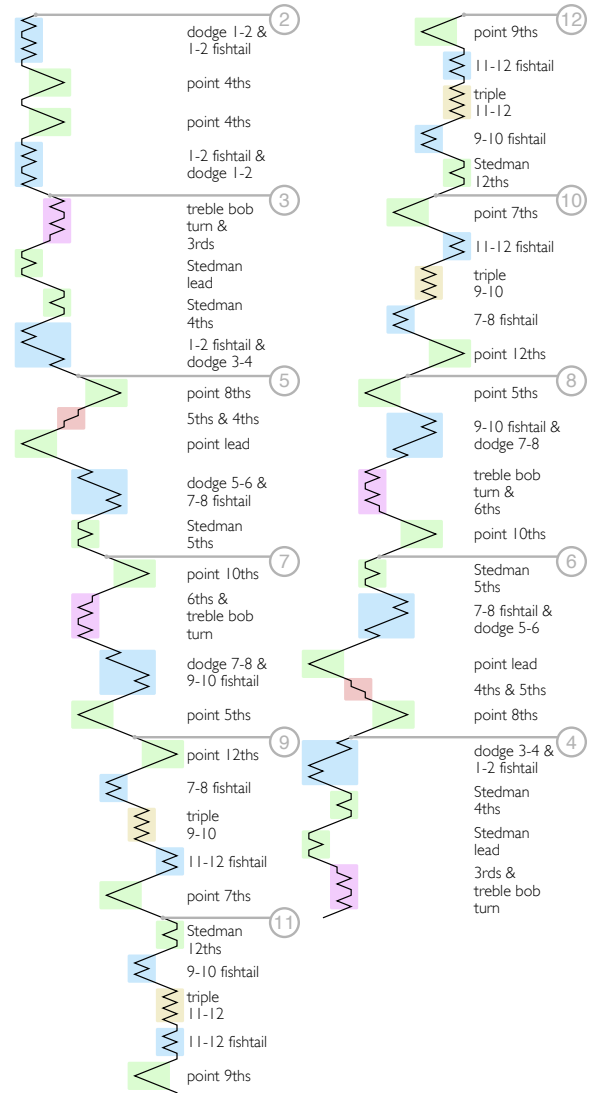 2
dodge 1-2 &
1-2 fishtail
point 4ths
point 4ths
1-2 fishtail &
dodge 1-2
3
treble bob
turn &
3rds
Stedman
lead
Stedman
4ths
1-2 fishtail &
dodge 3-4
5
point 8ths
5ths & 4ths
point lead
dodge 5-6 &
7-8 fishtail
Stedman
5ths
7
point 10ths
6ths &
treble bob
turn
dodge 7-8 &
9-10 fishtail
point 5ths
9
point 12ths
7-8 fishtail
triple
9-10
11-12 fishtail
point 7ths
11
Stedman
12ths
9-10 fishtail
triple
11-12
11-12 fishtail
point 9ths
12
point 9ths
11-12 fishtail
triple
11-12
9-10 fishtail
Stedman
12ths
10
point 7ths
11-12 fishtail
triple
9-10
7-8 fishtail
point 12ths
8
point 5ths
9-10 fishtail &
dodge 7-8
treble bob
turn &
6ths
point 10ths
6
Stedman
5ths
7-8 fishtail &
dodge 5-6
point lead
4ths & 5ths
point 8ths
4
dodge 3-4 &
1-2 fishtail
Stedman
4ths
Stedman
lead
3rds &
treble bob
turn